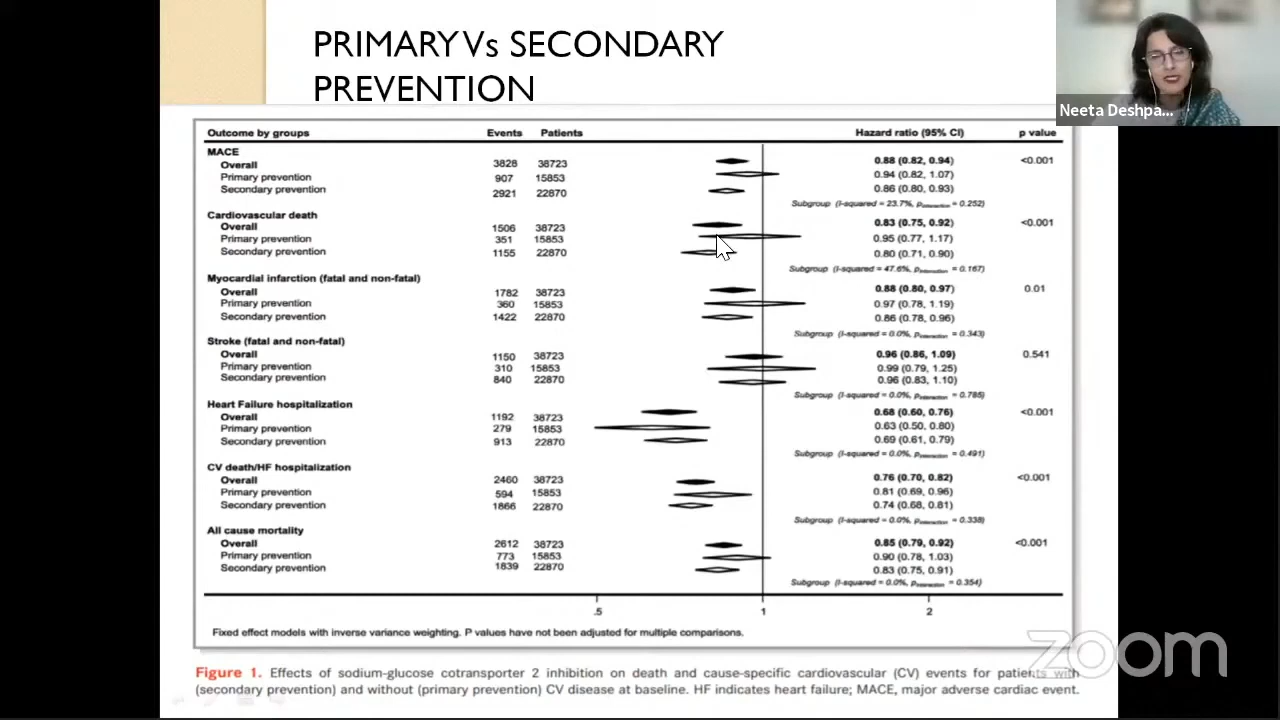 PRIMARY Vs SECONDARY
PREVENTION
Neeta Deshpa...
Outcome by groups Events Patients Hazard ratio (95% CI) p value
MACE
Overall 3828 38723 0.88 (0.82, 0.94) <0.001
Primary prevention 907 15853 0.94 (0.82, 1.07)
Secondary prevention 2921 22870 0.86 (0.80, 0.93)
Subgroup (I-squared = 23.7%, Pinteraction = 0.252)
Cardiovascular death
Overall 1506 38723 0.83 (0.75, 0.92) <0.001
Primary prevention 351 15853 0.95 (0.77, 1.17)
Secondary prevention 1155 22870 0.80 (0.71, 0.90)
Subgroup (I-squared = 47.6%, Pinteraction = 0.167)
Myocardial infarction (fatal and non-fatal)
Overall 1782 38723 0.88 (0.80, 0.97) 0.01
Primary prevention 360 15853 0.97 (0.78, 1.19)
Secondary prevention 1422 22870 0.86 (0.78, 0.96)
Subgroup (I-squared = 0.0%, Pinteraction = 0.343)
Stroke (fatal and non-fatal)
Overall 1150 38723 0.96 (0.86, 1.09) 0.541
Primary prevention 310 15853 0.99 (0.79, 1.25)
Secondary prevention 840 22870 0.96 (0.83, 1.10)
Subgroup (I-squared = 0.0%, Pinteraction = 0.785)
Heart Failure hospitalization
Overall 1192 38723 0.68 (0.60, 0.76) <0.001
Primary prevention 279 15853 0.63 (0.50, 0.80)
Secondary prevention 913 22870 0.69 (0.61, 0.79)
Subgroup (I-squared = 0.0%, Pinteraction = 0.491)
CV death/HF hospitalization
Overall 2460 38723 0.76 (0.70, 0.82) <0.001
Primary prevention 594 15853 0.81 (0.69, 0.96)
Secondary prevention 1866 22870 0.74 (0.68, 0.81)
Subgroup (I-squared = 0.0%, Pinteraction = 0.338)
All cause mortality
Overall 2612 38723 0.85 (0.79, 0.92) <0.001
Primary prevention 773 15853 0.90 (0.78, 1.03)
Secondary prevention 1839 22870 0.83 (0.75, 0.91)
Subgroup (I-squared = 0.0%, Pinteraction = 0.354)
.5 1 2
Fixed effect models with inverse variance weighting. P values have not been adjusted for multiple comparisons.
zoom
Figure 1. Effects of sodium-glucose cotransporter 2 inhibition on death and cause-specific cardiovascular (CV) events for patients with
(secondary prevention) and without (primary prevention) CV disease at baseline. HF indicates heart failure; MACE, major adverse cardiac event.